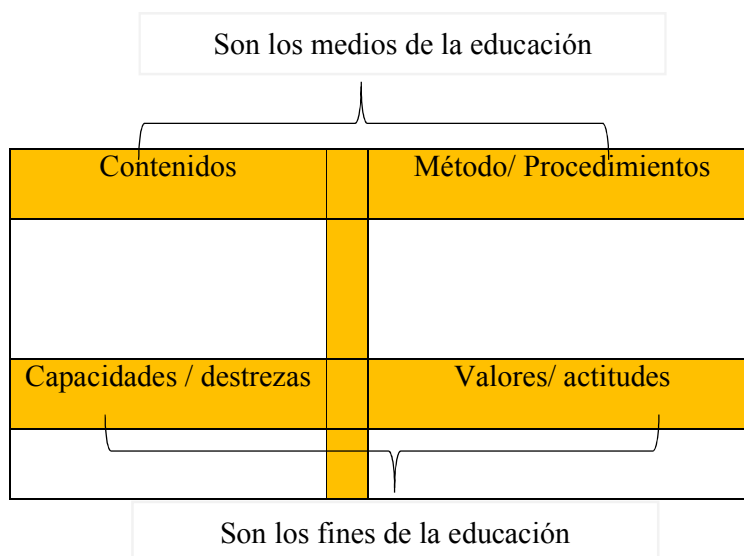 Son los medios de la educación
Contenidos
Método/ Procedimientos
Capacidades / destrezas
Valores/ actitudes
Son los fines de la educación